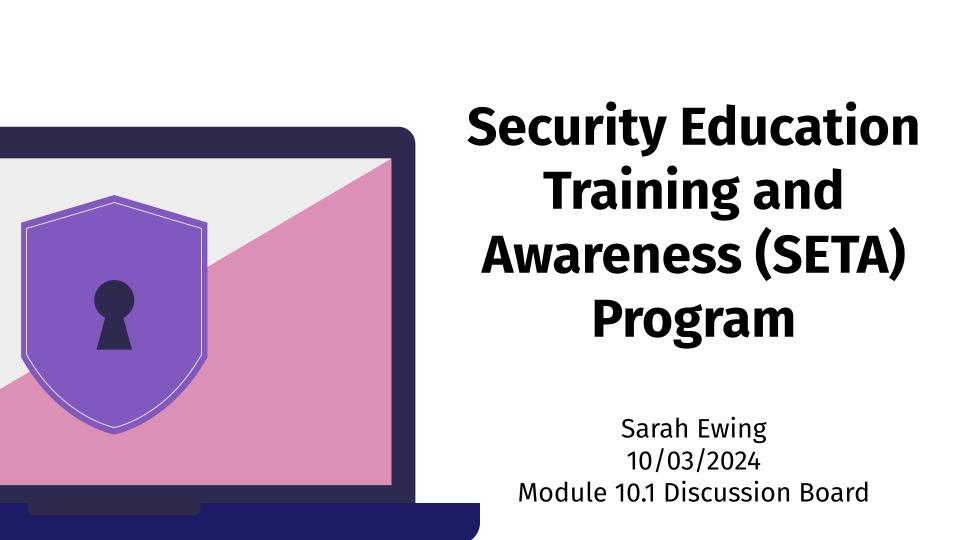 Security Education
Training and
Awareness (SETA)
Program
Sarah Ewing
10/03/2024
Module 10.1 Discussion Board